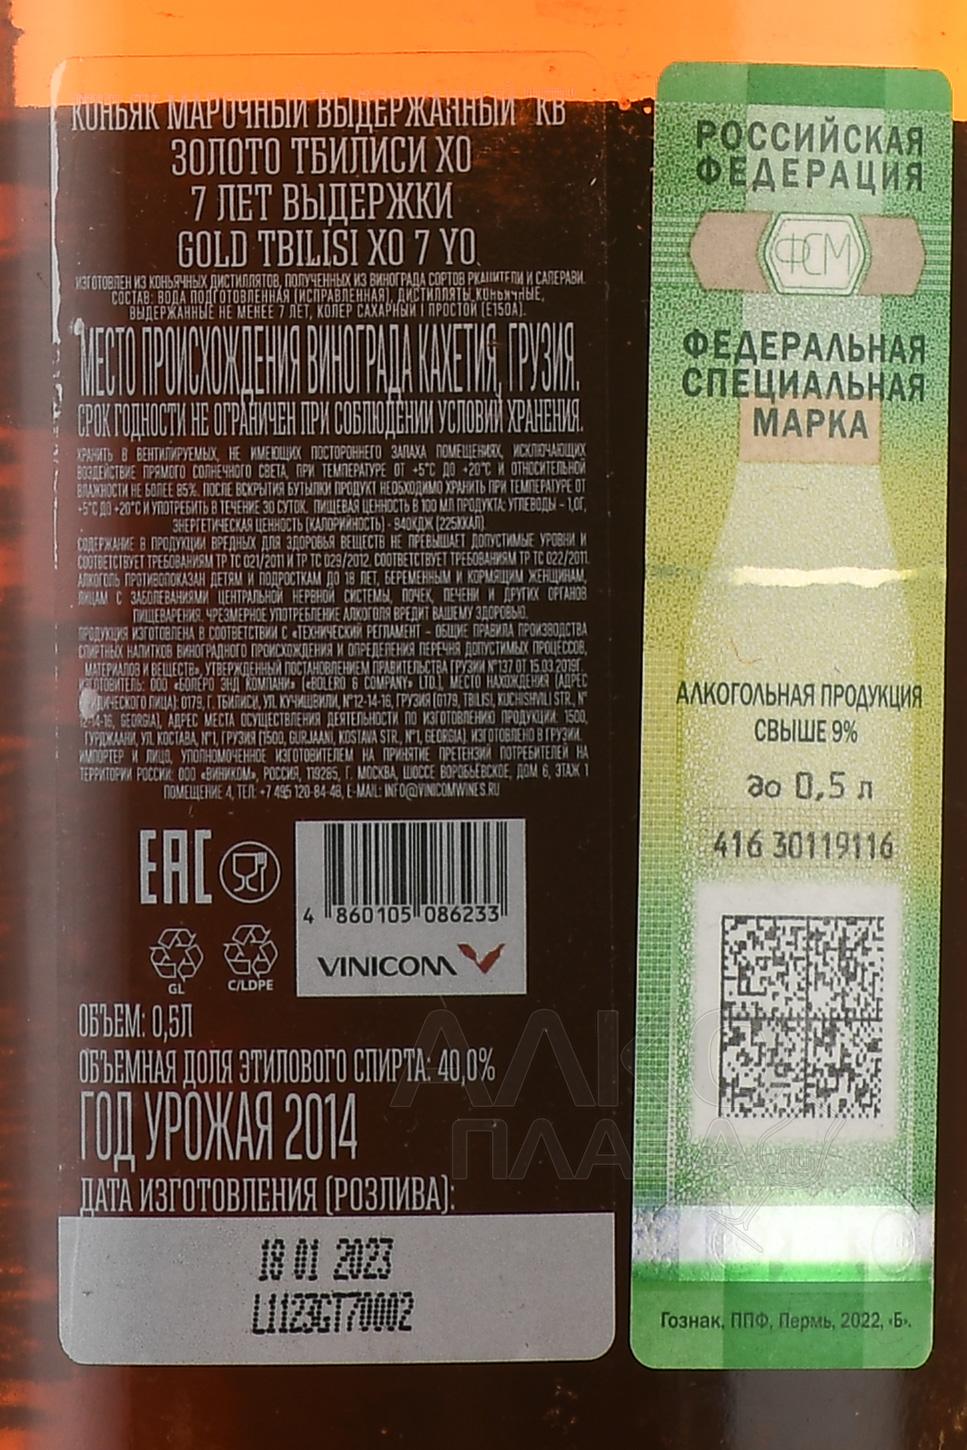 КОНЬЯК МАРОЧНЫЙ ВЫДЕРЖАННЫЙ "КВ"
ЗОЛОТО ТБИЛИСИ ХО
7 ЛЕТ ВЫДЕРЖКИ
GOLD TBILISI XO 7 YO
ИЗГОТОВЛЕН ИЗ КОНЬЯЧНЫХ ДИСТИЛЛЯТОВ, ПОЛУЧЕННЫХ ИЗ ВИНОГРАДА СОРТОВ РКАЦИТЕЛИ И САПЕРАВИ.
СОСТАВ: ВОДА ПОДГОТОВЛЕННАЯ (ИСПРАВЛЕННАЯ), ДИСТИЛЛЯТЫ КОНЬЯЧНЫЕ,
ВЫДЕРЖАННЫЕ НЕ МЕНЕЕ 7 ЛЕТ, КОЛЕР САХАРНЫЙ I ПРОСТОЙ (Е150А).
МЕСТО ПРОИСХОЖДЕНИЯ ВИНОГРАДА КАХЕТИЯ, ГРУЗИЯ.
СРОК ГОДНОСТИ НЕ ОГРАНИЧЕН ПРИ СОБЛЮДЕНИИ УСЛОВИЙ ХРАНЕНИЯ.
ХРАНИТЬ В ВЕНТИЛИРУЕМЫХ, НЕ ИМЕЮЩИХ ПОСТОРОННЕГО ЗАПАХА ПОМЕЩЕНИЯХ, ИСКЛЮЧАЮЩИХ
ВОЗДЕЙСТВИЕ ПРЯМОГО СОЛНЕЧНОГО СВЕТА, ПРИ ТЕМПЕРАТУРЕ ОТ +5°С ДО +20°С И ОТНОСИТЕЛЬНОЙ
ВЛАЖНОСТИ НЕ БОЛЕЕ 85%. ПОСЛЕ ВСКРЫТИЯ БУТЫЛКИ ПРОДУКТ НЕОБХОДИМО ХРАНИТЬ ПРИ ТЕМПЕРАТУРЕ ОТ
+5°С ДО +20°С И УПОТРЕБИТЬ В ТЕЧЕНИЕ 30 СУТОК. ПИЩЕВАЯ ЦЕННОСТЬ В 100 МЛ ПРОДУКТА: УГЛЕВОДЫ - 1,0Г,
ЭНЕРГЕТИЧЕСКАЯ ЦЕННОСТЬ (КАЛОРИЙНОСТЬ) - 940КДЖ (225ККАЛ).
СОДЕРЖАНИЕ В ПРОДУКЦИИ ВРЕДНЫХ ДЛЯ ЗДОРОВЬЯ ВЕЩЕСТВ НЕ ПРЕВЫШАЕТ ДОПУСТИМЫЕ УРОВНИ И
СООТВЕТСТВУЕТ ТРЕБОВАНИЯМ ТР ТС 021/2011 И ТР ТС 029/2012. СООТВЕТСТВУЕТ ТРЕБОВАНИЯМ ТР ТС 022/2011.
АЛКОГОЛЬ ПРОТИВОПОКАЗАН ДЕТЯМ И ПОДРОСТКАМ ДО 18 ЛЕТ, БЕРЕМЕННЫМ И КОРМЯЩИМ ЖЕНЩИНАМ,
ЛИЦАМ С ЗАБОЛЕВАНИЯМИ ЦЕНТРАЛЬНОЙ НЕРВНОЙ СИСТЕМЫ, ПОЧЕК, ПЕЧЕНИ И ДРУГИХ ОРГАНОВ
ПИЩЕВАРЕНИЯ. ЧРЕЗМЕРНОЕ УПОТРЕБЛЕНИЕ АЛКОГОЛЯ ВРЕДИТ ВАШЕМУ ЗДОРОВЬЮ.
ПРОДУКЦИЯ ИЗГОТОВЛЕНА В СООТВЕТСТВИИ С «ТЕХНИЧЕСКИЙ РЕГЛАМЕНТ - ОБЩИЕ ПРАВИЛА ПРОИЗВОДСТВА
СПИРТНЫХ НАПИТКОВ ВИНОГРАДНОГО ПРОИСХОЖДЕНИЯ И ОПРЕДЕЛЕНИЯ ПЕРЕЧНЯ ДОПУСТИМЫХ ПРОЦЕССОВ,
МАТЕРИАЛОВ И ВЕЩЕСТВ», УТВЕРЖДЕННЫЙ ПОСТАНОВЛЕНИЕМ ПРАВИТЕЛЬСТВА ГРУЗИИ №137 ОТ 15.03.2019Г.
ИЗГОТОВИТЕЛЬ: ООО «БОЛЕРО ЭНД КОМПАНИ» («BOLERO & COMPANY» LTD.), МЕСТО НАХОЖДЕНИЯ (АДРЕС
ЮРИДИЧЕСКОГО ЛИЦА): 0179, Г. ТБИЛИСИ, УЛ. КУЧИШВИЛИ, №12-14-16, ГРУЗИЯ (0179, TBILISI, KUCHISHVILI STR., №
12-14-16, GEORGIA), АДРЕС МЕСТА ОСУЩЕСТВЛЕНИЯ ДЕЯТЕЛЬНОСТИ ПО ИЗГОТОВЛЕНИЮ ПРОДУКЦИИ: 1500,
ГУРДЖААНИ, УЛ. КОСТАВА, №1, ГРУЗИЯ (1500, GURJAANI, KOSTAVA STR., №1, GEORGIA). ИЗГОТОВЛЕНО В ГРУЗИИ.
ИМПОРТЕР И ЛИЦО, УПОЛНОМОЧЕННОЕ ИЗГОТОВИТЕЛЕМ НА ПРИНЯТИЕ ПРЕТЕНЗИЙ ПОТРЕБИТЕЛЕЙ НА
ТЕРРИТОРИИ РОССИИ: ООО «ВИНИКОМ», РОССИЯ, 119285, Г. МОСКВА, ШОССЕ ВОРОБЬЁВСКОЕ, ДОМ 6, ЭТАЖ 1
ПОМЕЩЕНИЕ 4, ТЕЛ: +7 495 120-84-48, E-MAIL: INFO@VINICOMWINES.RU
EAC
4 860105 086233
VINICOM
GL
C/LDPE
ОБЪЕМ: 0,5Л
ОБЪЕМНАЯ ДОЛЯ ЭТИЛОВОГО СПИРТА: 40,0%
ГОД УРОЖАЯ 2014
ДАТА ИЗГОТОВЛЕНИЯ (РОЗЛИВА):
18 01 2023
L1123GT70002
РОССИЙСКАЯ
ФЕДЕРАЦИЯ
ФСМ
ФЕДЕРАЛЬНАЯ
СПЕЦИАЛЬНАЯ
МАРКА
АЛКОГОЛЬНАЯ ПРОДУКЦИЯ
СВЫШЕ 9%
до 0,5 л
416 30119116
Гознак, ППФ, Пермь, 2022, «Б».
АЛКО
ПЛАЗА